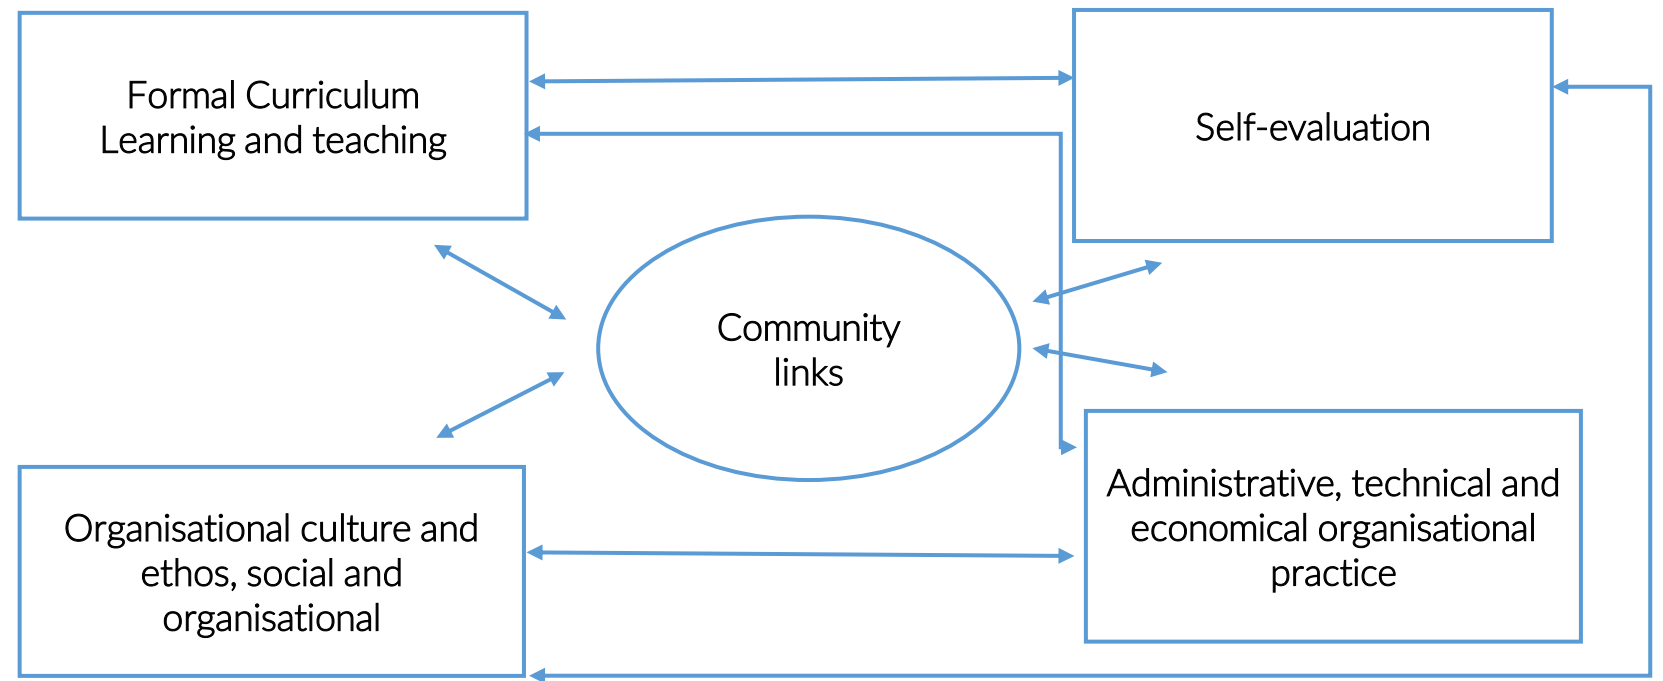 Formal Curriculum
Learning and teaching
Self-evaluation
Community
links
Organisational culture and
ethos, social and
organisational
Administrative, technical and
economical organisational
practice